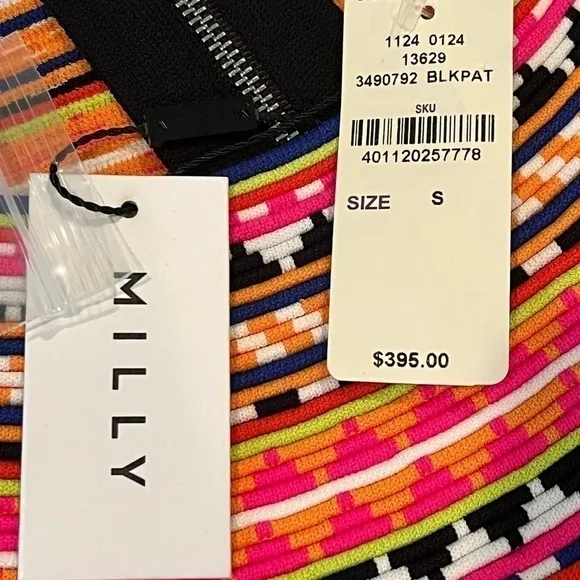 1124 0124
13629
3490792 BLKPAT
SKU
401120257778
SIZE S
$395.00
MILLY